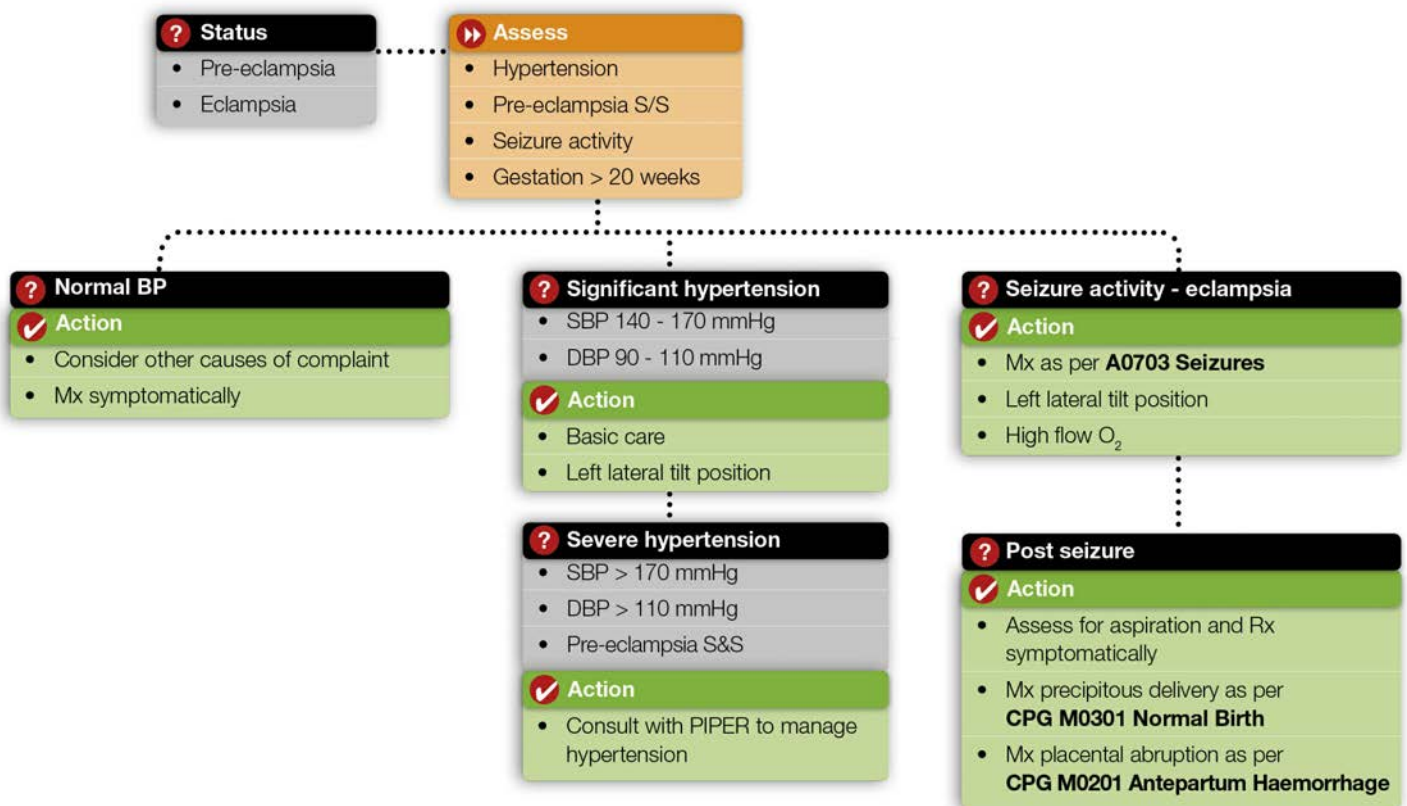 ? Status
• Pre-eclampsia
• Eclampsia
Assess
• Hypertension
• Pre-eclampsia S/S
• Seizure activity
• Gestation > 20 weeks
? Normal BP
Action
• Consider other causes of complaint
• Mx symptomatically
? Significant hypertension
• SBP 140 - 170 mmHg
• DBP 90 - 110 mmHg
Action
• Basic care
• Left lateral tilt position
? Severe hypertension
• SBP > 170 mmHg
• DBP > 110 mmHg
• Pre-eclampsia S&S
Action
• Consult with PIPER to manage
hypertension
? Seizure activity - eclampsia
Action
• Mx as per A0703 Seizures
• Left lateral tilt position
• High flow O₂
? Post seizure
Action
• Assess for aspiration and Rx
symptomatically
• Mx precipitous delivery as per
CPG M0301 Normal Birth
• Mx placental abruption as per
CPG M0201 Antepartum Haemorrhage